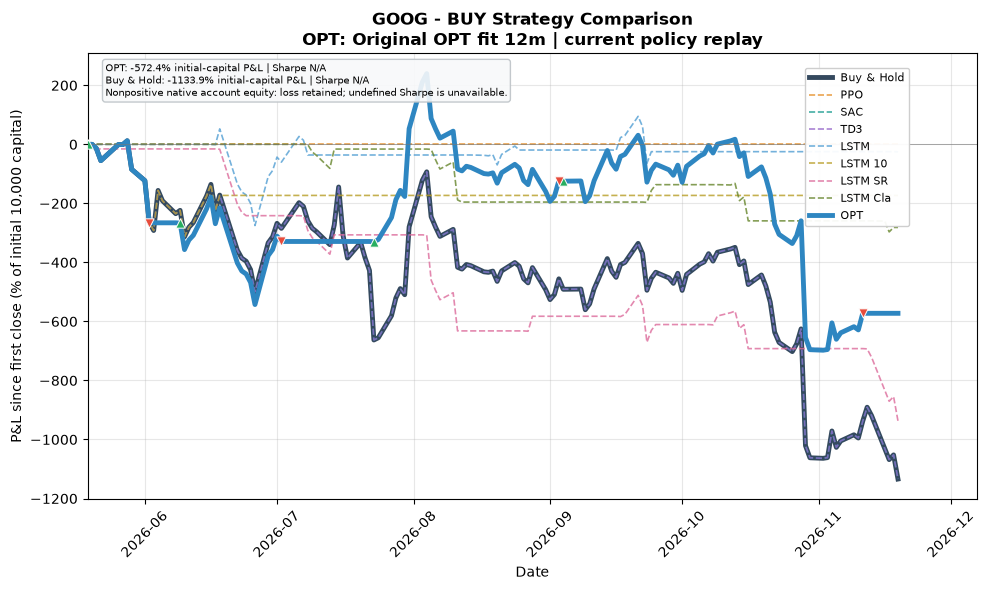 GOOG - BUY Strategy Comparison
OPT: Original OPT fit 12m | current policy replay
OPT: -572.4% initial-capital P&L | Sharpe N/A
Buy & Hold: -1133.9% initial-capital P&L | Sharpe N/A
Nonpositive native account equity: loss retained; undefined Sharpe is unavailable.
Buy & Hold
PPO
SAC
TD3
LSTM
LSTM 10
LSTM SR
LSTM Cla
OPT
P&L since first close (% of initial 10,000 capital)
200
0
−200
−400
−600
−800
−1000
−1200
2026-06
2026-07
2026-08
2026-09
2026-10
2026-11
2026-12
Date